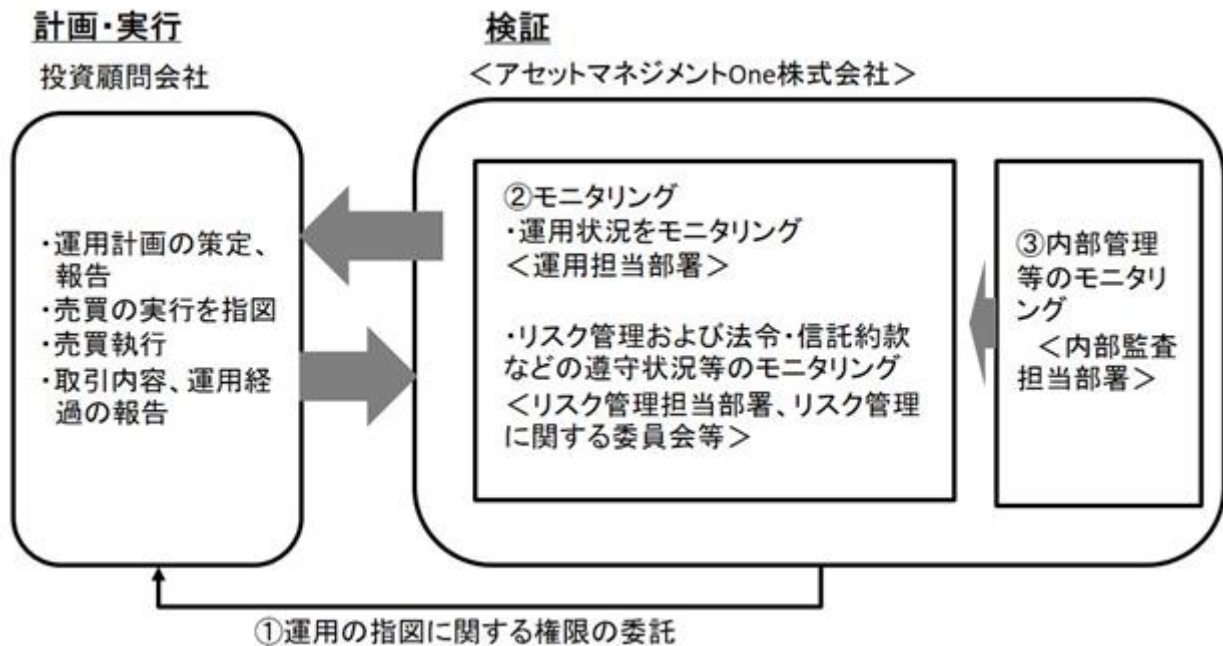 計画・実行
投資顧問会社
・運用計画の策定、
報告
・売買の実行を指図
・売買執行
・取引内容、運用経
過の報告
検証
＜アセットマネジメントOne株式会社＞
②モニタリング
・運用状況をモニタリング
＜運用担当部署＞
・リスク管理および法令・信託約款
などの遵守状況等のモニタリング
＜リスク管理担当部署、リスク管理
に関する委員会等＞
③内部管理
等のモニタリ
ング
＜内部監査
担当部署＞
①運用の指図に関する権限の委託